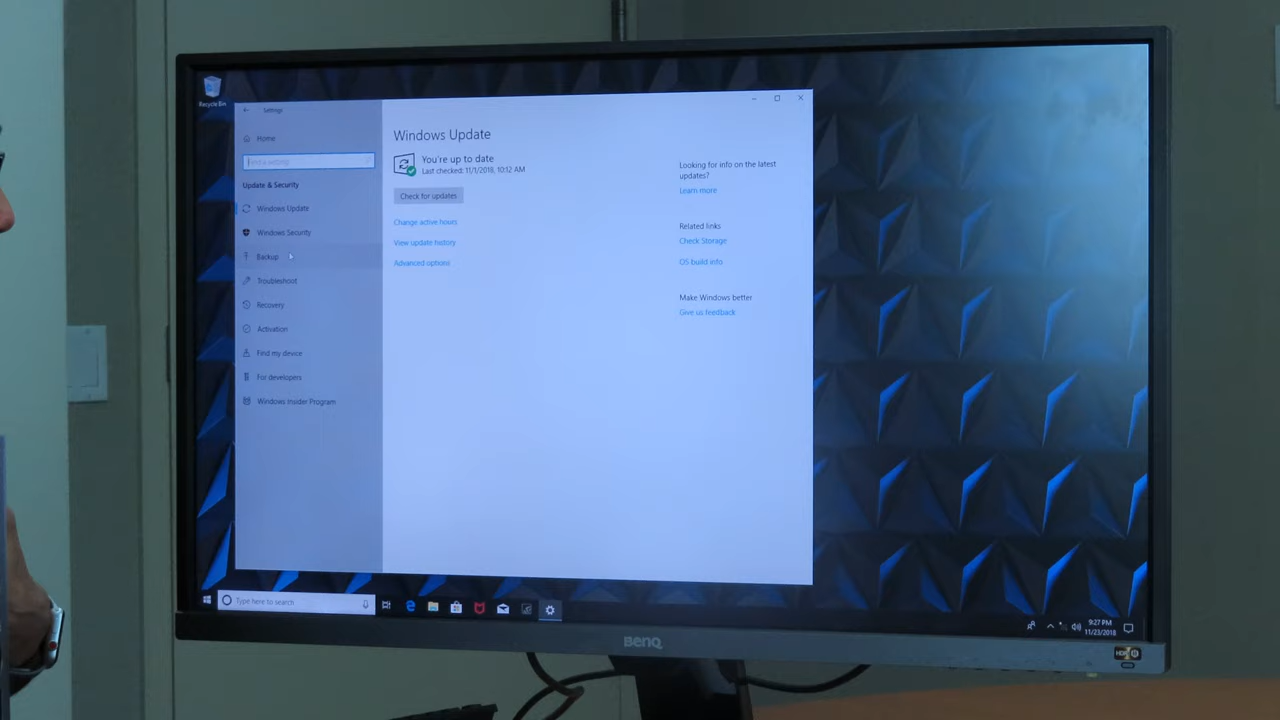 Recycle Bin
Settings
Home
Find a setting
Update & Security
Windows Update
Windows Security
Backup
Troubleshoot
Recovery
Activation
Find my device
For developers
Windows Insider Program
Windows Update
You're up to date
Last checked: 11/1/2018, 10:12 AM
Check for updates
Change active hours
View update history
Advanced options
Looking for info on the latest
updates?
Learn more
Related links
Check Storage
OS build info
Make Windows better
Give us feedback
Type here to search
9:27 PM
11/23/2018
BenQ
HDR